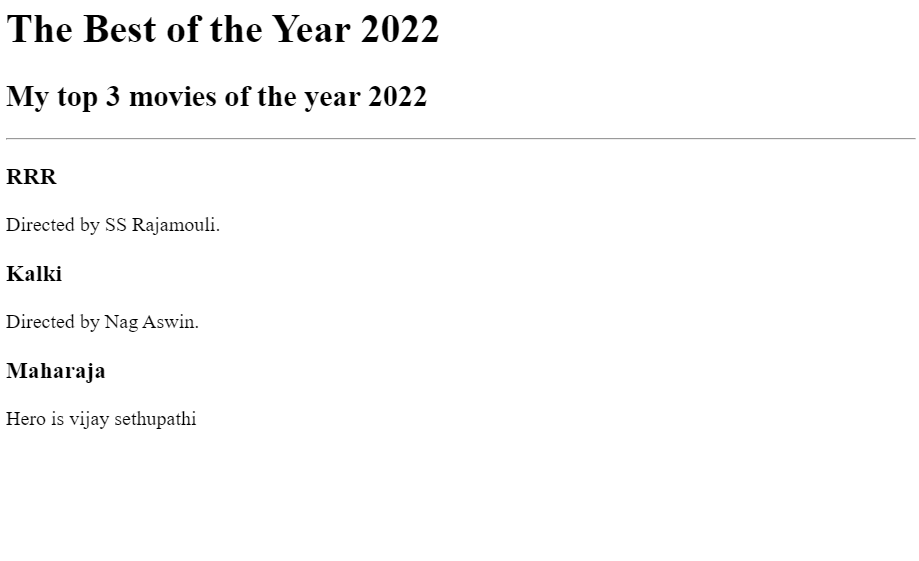 The Best of the Year 2022
My top 3 movies of the year 2022
RRR
Directed by SS Rajamouli.
Kalki
Directed by Nag Aswin.
Maharaja
Hero is vijay sethupathi